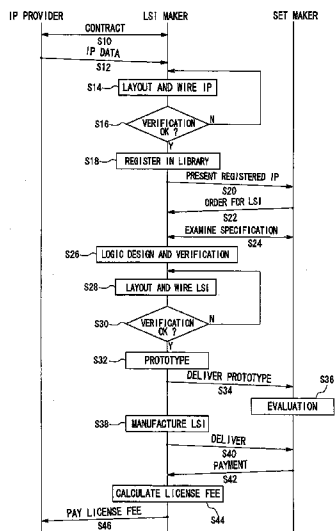 IP PROVIDER LSI MAKER SET MAKER
CONTRACT
S10
IP DATA
S12
S14 LAYOUT AND WIRE IP
S16 VERIFICATION OK ? N
Y
S18 REGISTER IN LIBRARY
PRESENT REGISTERED IP
S20
ORDER FOR LSI
S22
EXAMINE SPECIFICATION
S24
S26 LOGIC DESIGN AND VERIFICATION
S28 LAYOUT AND WIRE LSI
S30 VERIFICATION OK ? N
Y
S32 PROTOTYPE
DELIVER PROTOTYPE
S34
S36
EVALUATION
S38 MANUFACTURE LSI
DELIVER
S40
PAYMENT
S42
CALCULATE LICENSE FEE
S44
PAY LICENSE FEE
S46